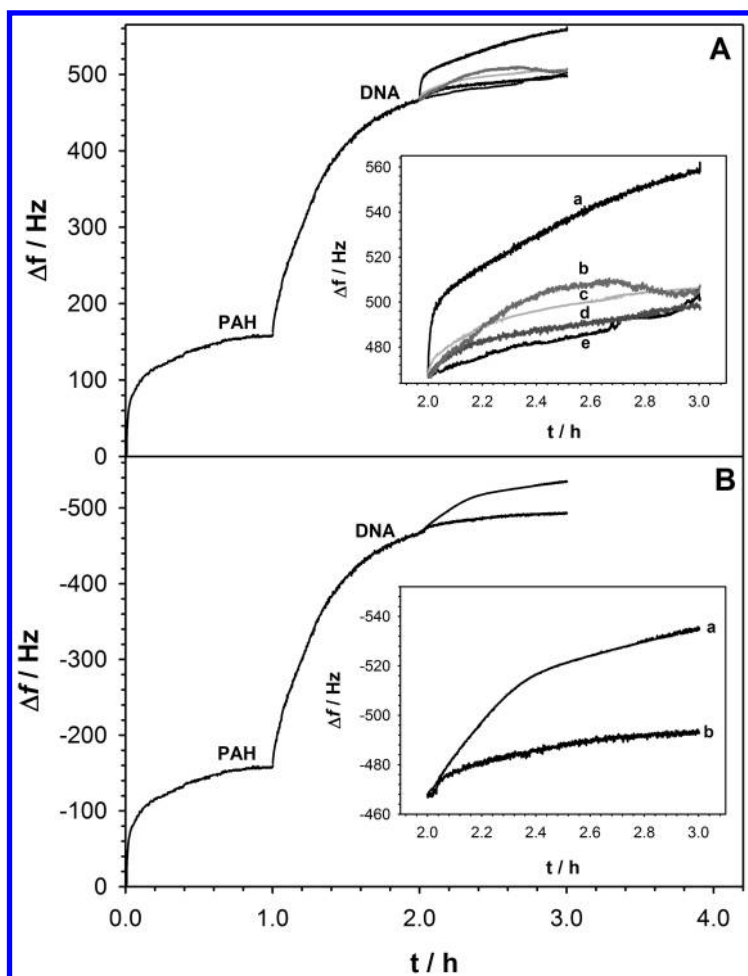 A
500
400
300
200
100
0
Δf / Hz
PAH
DNA
560
540
520
500
480
Δf / Hz
a
b
c
d
e
2.0 2.2 2.4 2.6 2.8 3.0
t / h
B
-500
-400
-300
-200
-100
0
Δf / Hz
PAH
DNA
-540
-520
-500
-480
-460
Δf / Hz
a
b
2.0 2.2 2.4 2.6 2.8 3.0
t / h
0.0 1.0 2.0 3.0 4.0
t / h